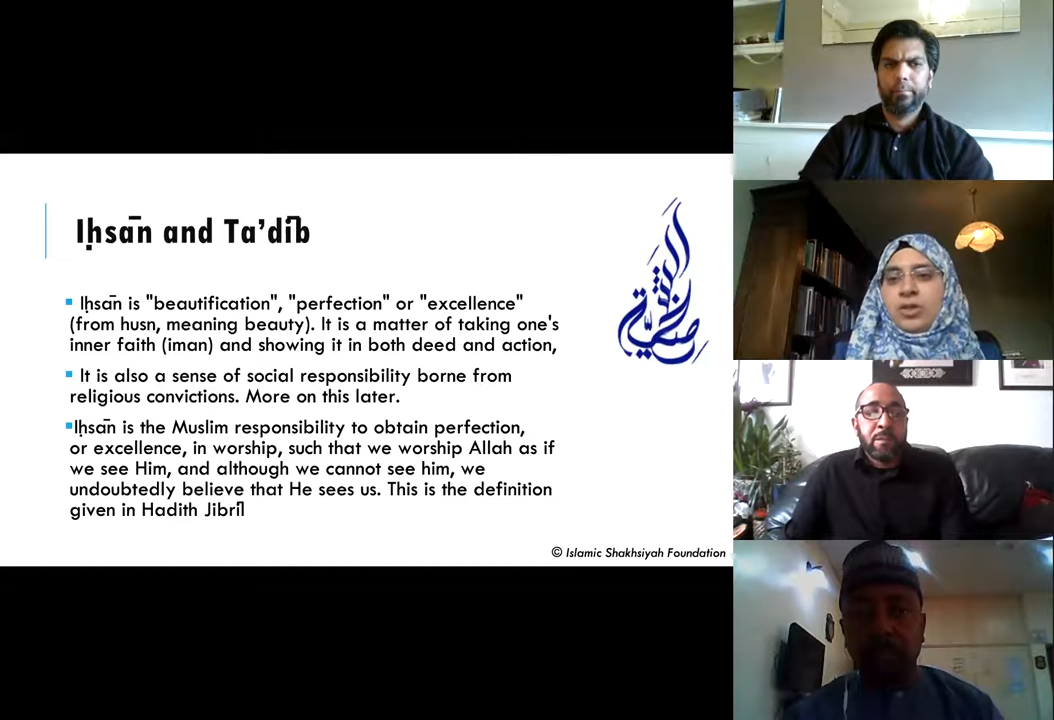 Iḥsān and Ta’dīb
▪ Iḥsān is "beautification", "perfection" or "excellence"
(from husn, meaning beauty). It is a matter of taking one's
inner faith (iman) and showing it in both deed and action,
▪ It is also a sense of social responsibility borne from
religious convictions. More on this later.
▪Iḥsān is the Muslim responsibility to obtain perfection,
or excellence, in worship, such that we worship Allah as if
we see Him, and although we cannot see him, we
undoubtedly believe that He sees us. This is the definition
given in Hadith Jibrīl
© Islamic Shakhsiyah Foundation